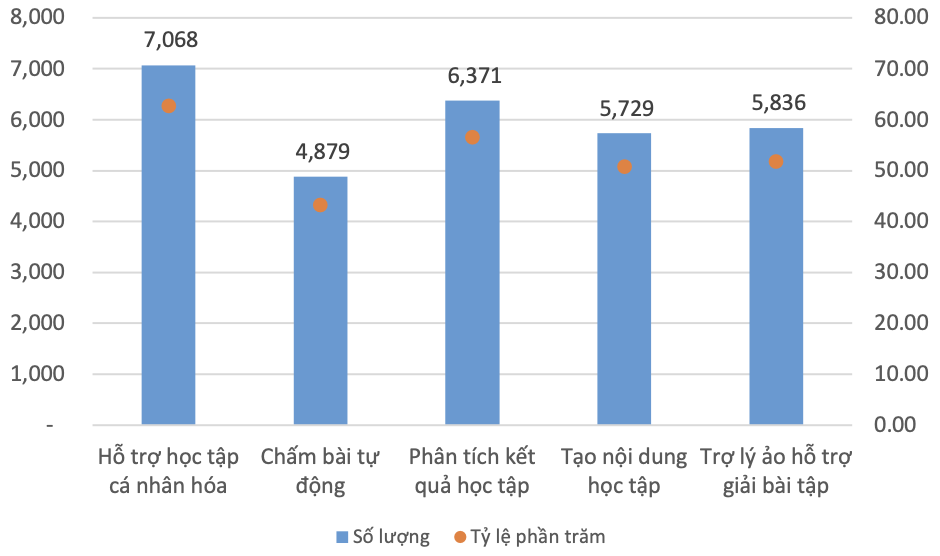 8,000
7,000
6,000
5,000
4,000
3,000
2,000
1,000
-
7,068
4,879
6,371
5,729
5,836
80.00
70.00
60.00
50.00
40.00
30.00
20.00
10.00
0.00
Hỗ trợ học tập
cá nhân hóa
Chấm bài tự
động
Phân tích kết
quả học tập
Tạo nội dung
học tập
Trợ lý ảo hỗ trợ
giải bài tập
Số lượng
Tỷ lệ phần trăm